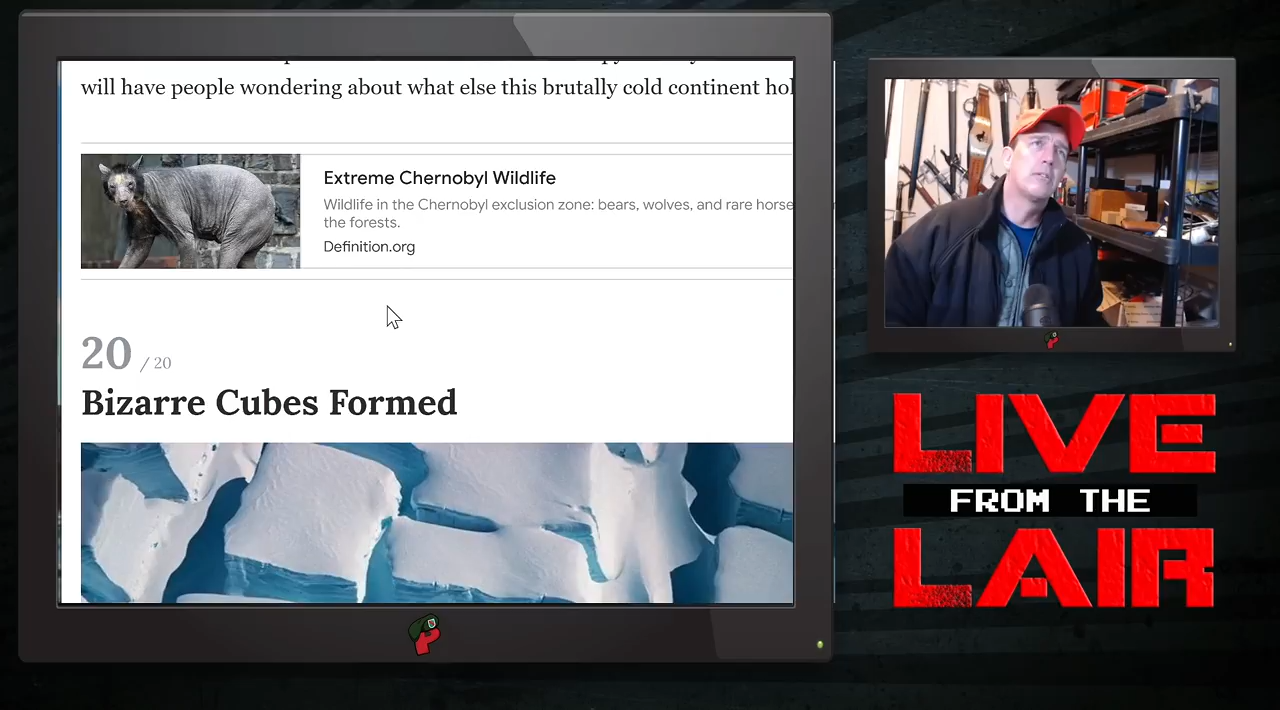 will have people wondering about what else this brutally cold continent hol
Extreme Chernobyl Wildlife
Wildlife in the Chernobyl exclusion zone: bears, wolves, and rare horse
the forests.
Definition.org
20 / 20
Bizarre Cubes Formed
LIVE
FROM THE
LAIR